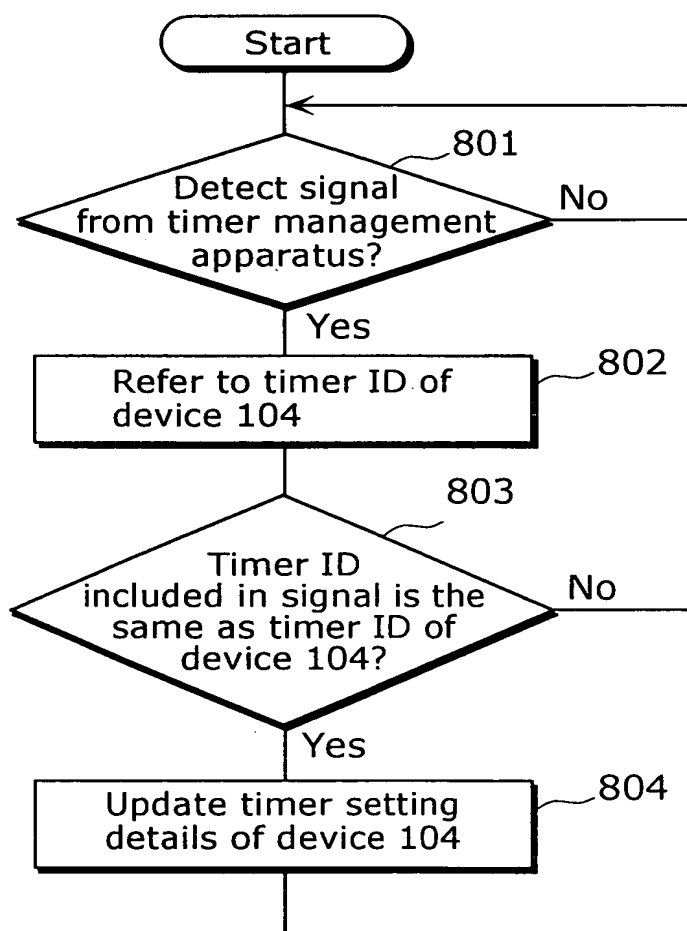 Start
801
Detect signal
from timer management
apparatus?
No
Yes
802
Refer to timer ID of
device 104
803
Timer ID
included in signal is the
same as timer ID of
device 104?
No
Yes
804
Update timer setting
details of device 104